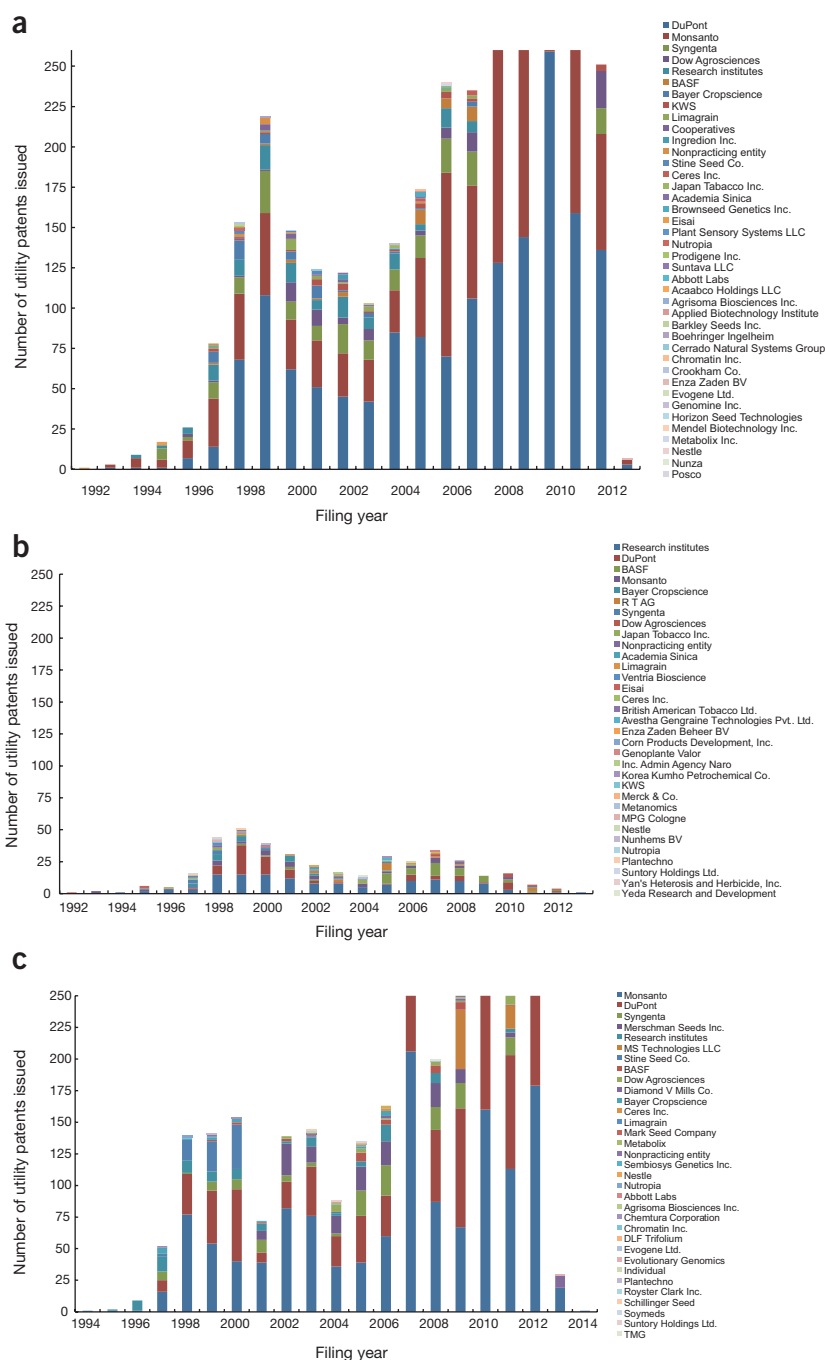 a
Number of utility patents issued
250
225
200
175
150
125
100
75
50
25
0
1992 1994 1996 1998 2000 2002 2004 2006 2008 2010 2012
Filing year
DuPont
Monsanto
Syngenta
Dow Agrosciences
Research institutes
BASF
Bayer Cropscience
KWS
Limagrain
Cooperatives
Ingredion Inc.
Nonpracticing entity
Stine Seed Co.
Ceres Inc.
Japan Tabacco Inc.
Academia Sinica
Brownseed Genetics Inc.
Eisai
Plant Sensory Systems LLC
Nutropia
Prodigene Inc.
Suntava LLC
Abbott Labs
Acaabco Holdings LLC
Agrisoma Biosciences Inc.
Applied Biotechnology Institute
Barkley Seeds Inc.
Boehringer Ingelheim
Cerrado Natural Systems Group
Chromatin Inc.
Crookham Co.
Enza Zaden BV
Evogene Ltd.
Genomine Inc.
Horizon Seed Technologies
Mendel Biotechnology Inc.
Metabolix Inc.
Nestle
Nunza
Posco
b
Number of utility patents issued
250
225
200
175
150
125
100
75
50
25
0
1992 1994 1996 1998 2000 2002 2004 2006 2008 2010 2012
Filing year
Research institutes
DuPont
BASF
Monsanto
Bayer Cropscience
R T AG
Syngenta
Dow Agrosciences
Japan Tobacco Inc.
Nonpracticing entity
Academia Sinica
Limagrain
Ventria Bioscience
Eisai
Ceres Inc.
British American Tobacco Ltd.
Avestha Gengraine Technologies Pvt.. Ltd.
Enza Zaden Beheer BV
Corn Products Development, Inc.
Genoplante Valor
Inc. Admin Agency Naro
Korea Kumho Petrochemical Co.
KWS
Merck & Co.
Metanomics
MPG Cologne
Nestle
Nunhems BV
Nutropia
Plantechno
Suntory Holdings Ltd.
Yan's Heterosis and Herbicide, Inc.
Yeda Research and Development
c
Number of utility patents issued
250
225
200
175
150
125
100
75
50
25
0
1994 1996 1998 2000 2002 2004 2006 2008 2010 2012 2014
Filing year
Monsanto
DuPont
Syngenta
Merschman Seeds Inc.
Research institutes
MS Technologies LLC
Stine Seed Co.
BASF
Dow Agrosciences
Diamond V Mills Co.
Bayer Cropscience
Ceres Inc.
Limagrain
Mark Seed Company
Metabolix
Nonpracticing entity
Sembiosys Genetics Inc.
Nestle
Nutropia
Abbott Labs
Agrisoma Biosciences Inc.
Chemtura Corporation
Chromatin Inc.
DLF Trifolium
Evogene Ltd.
Evolutionary Genomics
Individual
Plantechno
Royster Clark Inc.
Schillinger Seed
Soymeds
Suntory Holdings Ltd.
TMG